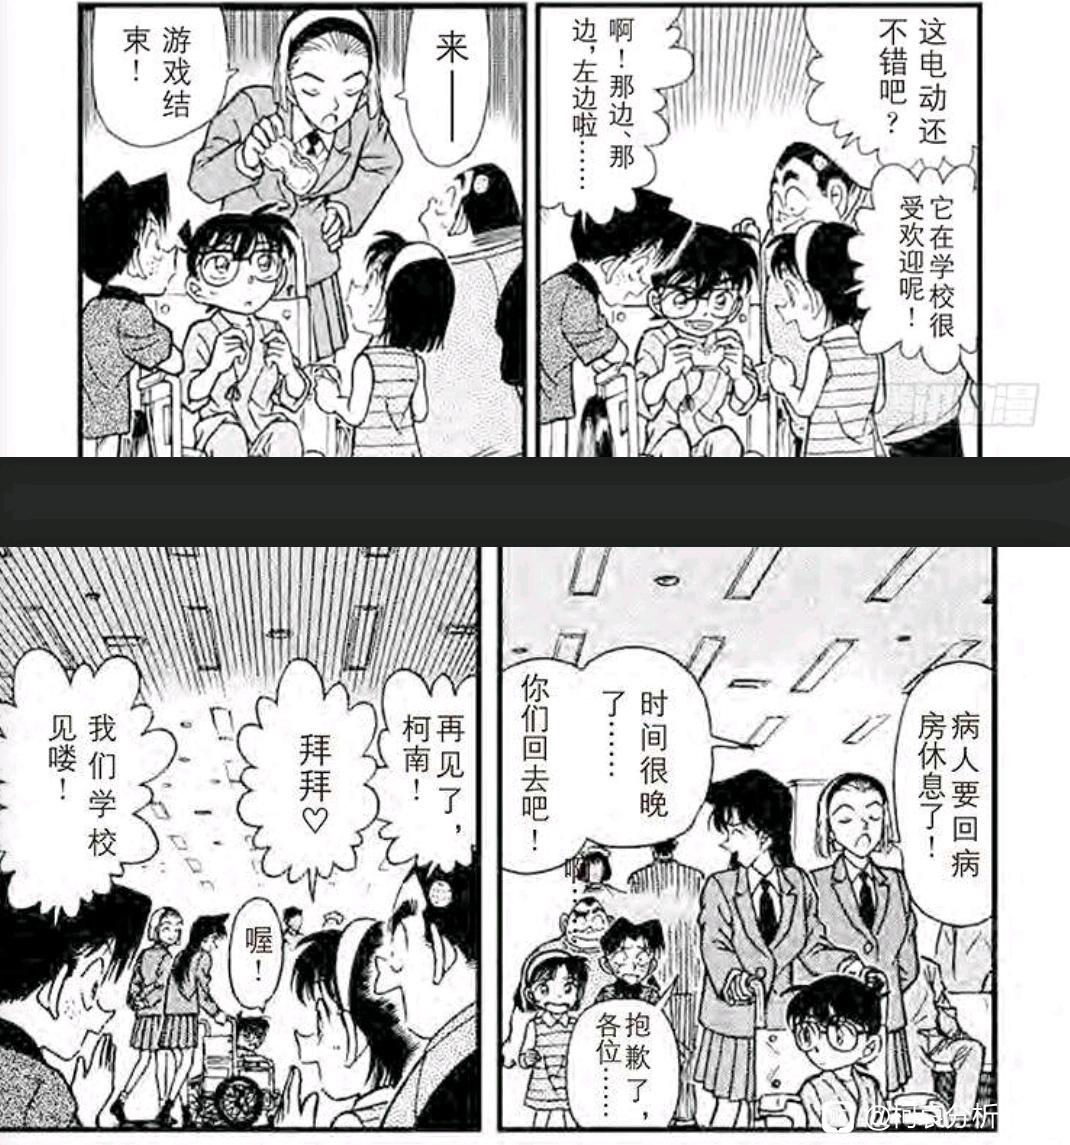 这电动还
不错吧？
它在学校很
受欢迎呢！
啊！那边、那
边，左边啦……
来——
游戏结
束！
病人要回病
房休息了！
时间很晚
了……
你们回去吧！
啊…
抱歉了，
各位……
再见了，
柯南！
拜拜♡
喔！
我们学校
见喽！